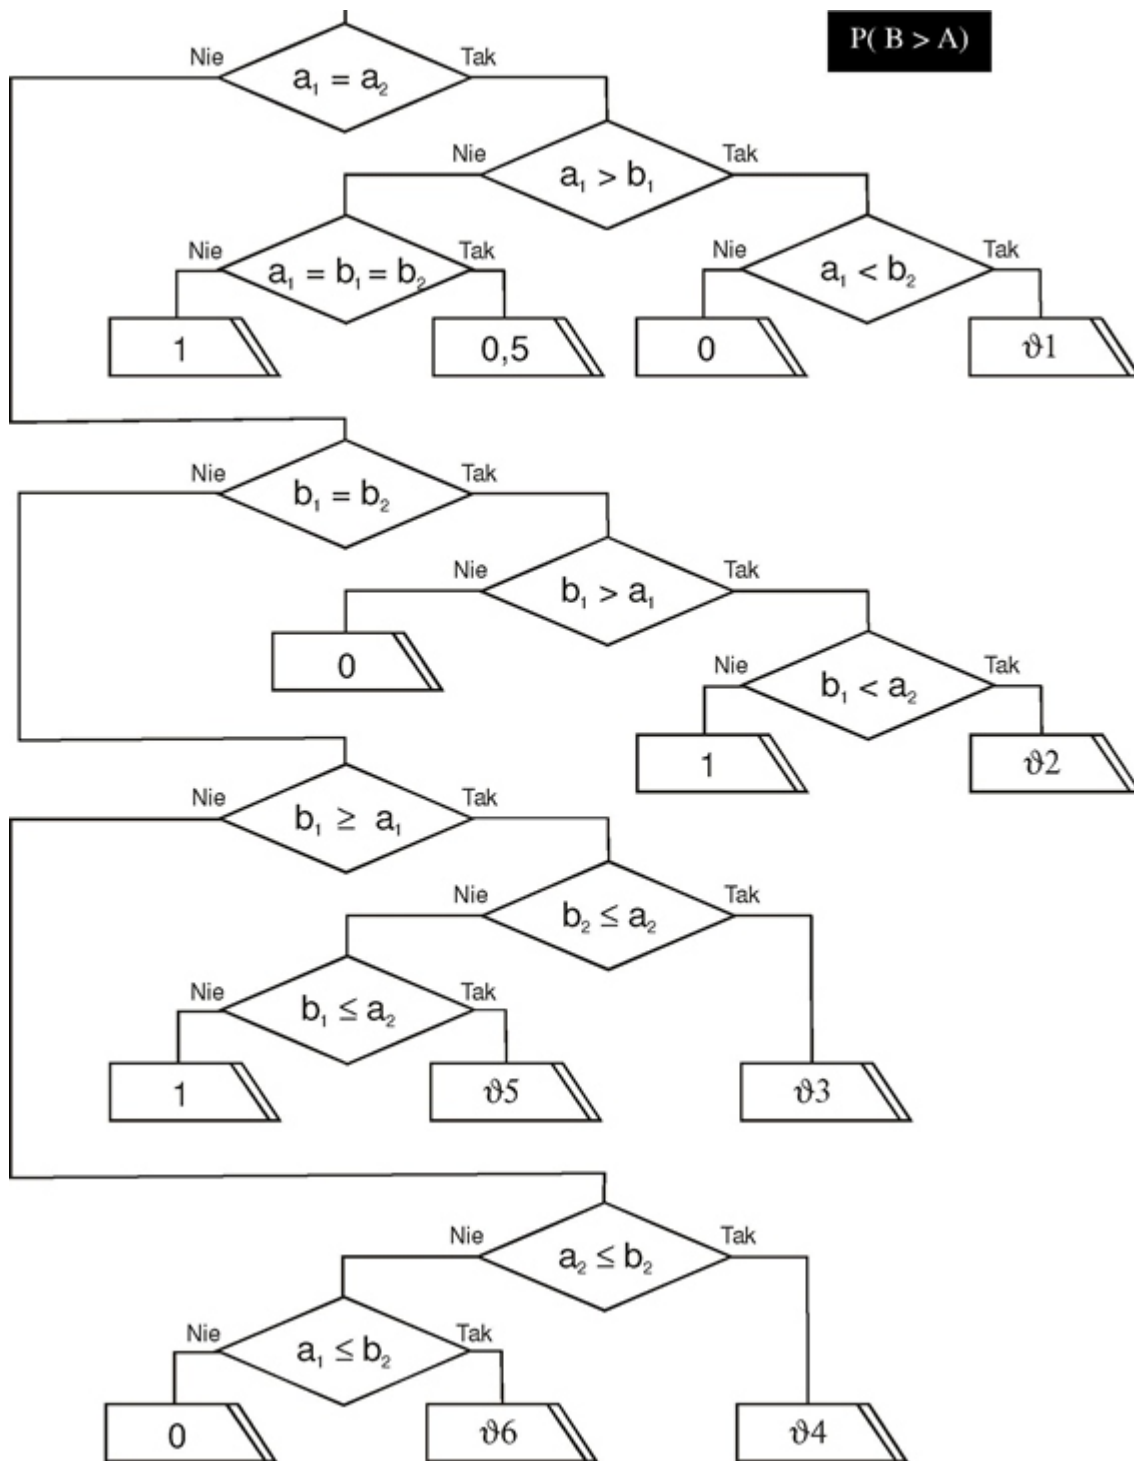 P( B > A)
Nie
a₁ = a₂
Tak
Nie
a₁ > b₁
Tak
Nie
a₁ = b₁ = b₂
Tak
Nie
a₁ < b₂
Tak
1
0,5
0
ϑ1
Nie
b₁ = b₂
Tak
Nie
b₁ > a₁
Tak
0
Nie
b₁ < a₂
Tak
1
ϑ2
Nie
b₁ ≥ a₁
Tak
Nie
b₂ ≤ a₂
Tak
Nie
b₁ ≤ a₂
Tak
1
ϑ5
ϑ3
Nie
a₂ ≤ b₂
Tak
Nie
a₁ ≤ b₂
Tak
0
ϑ6
ϑ4